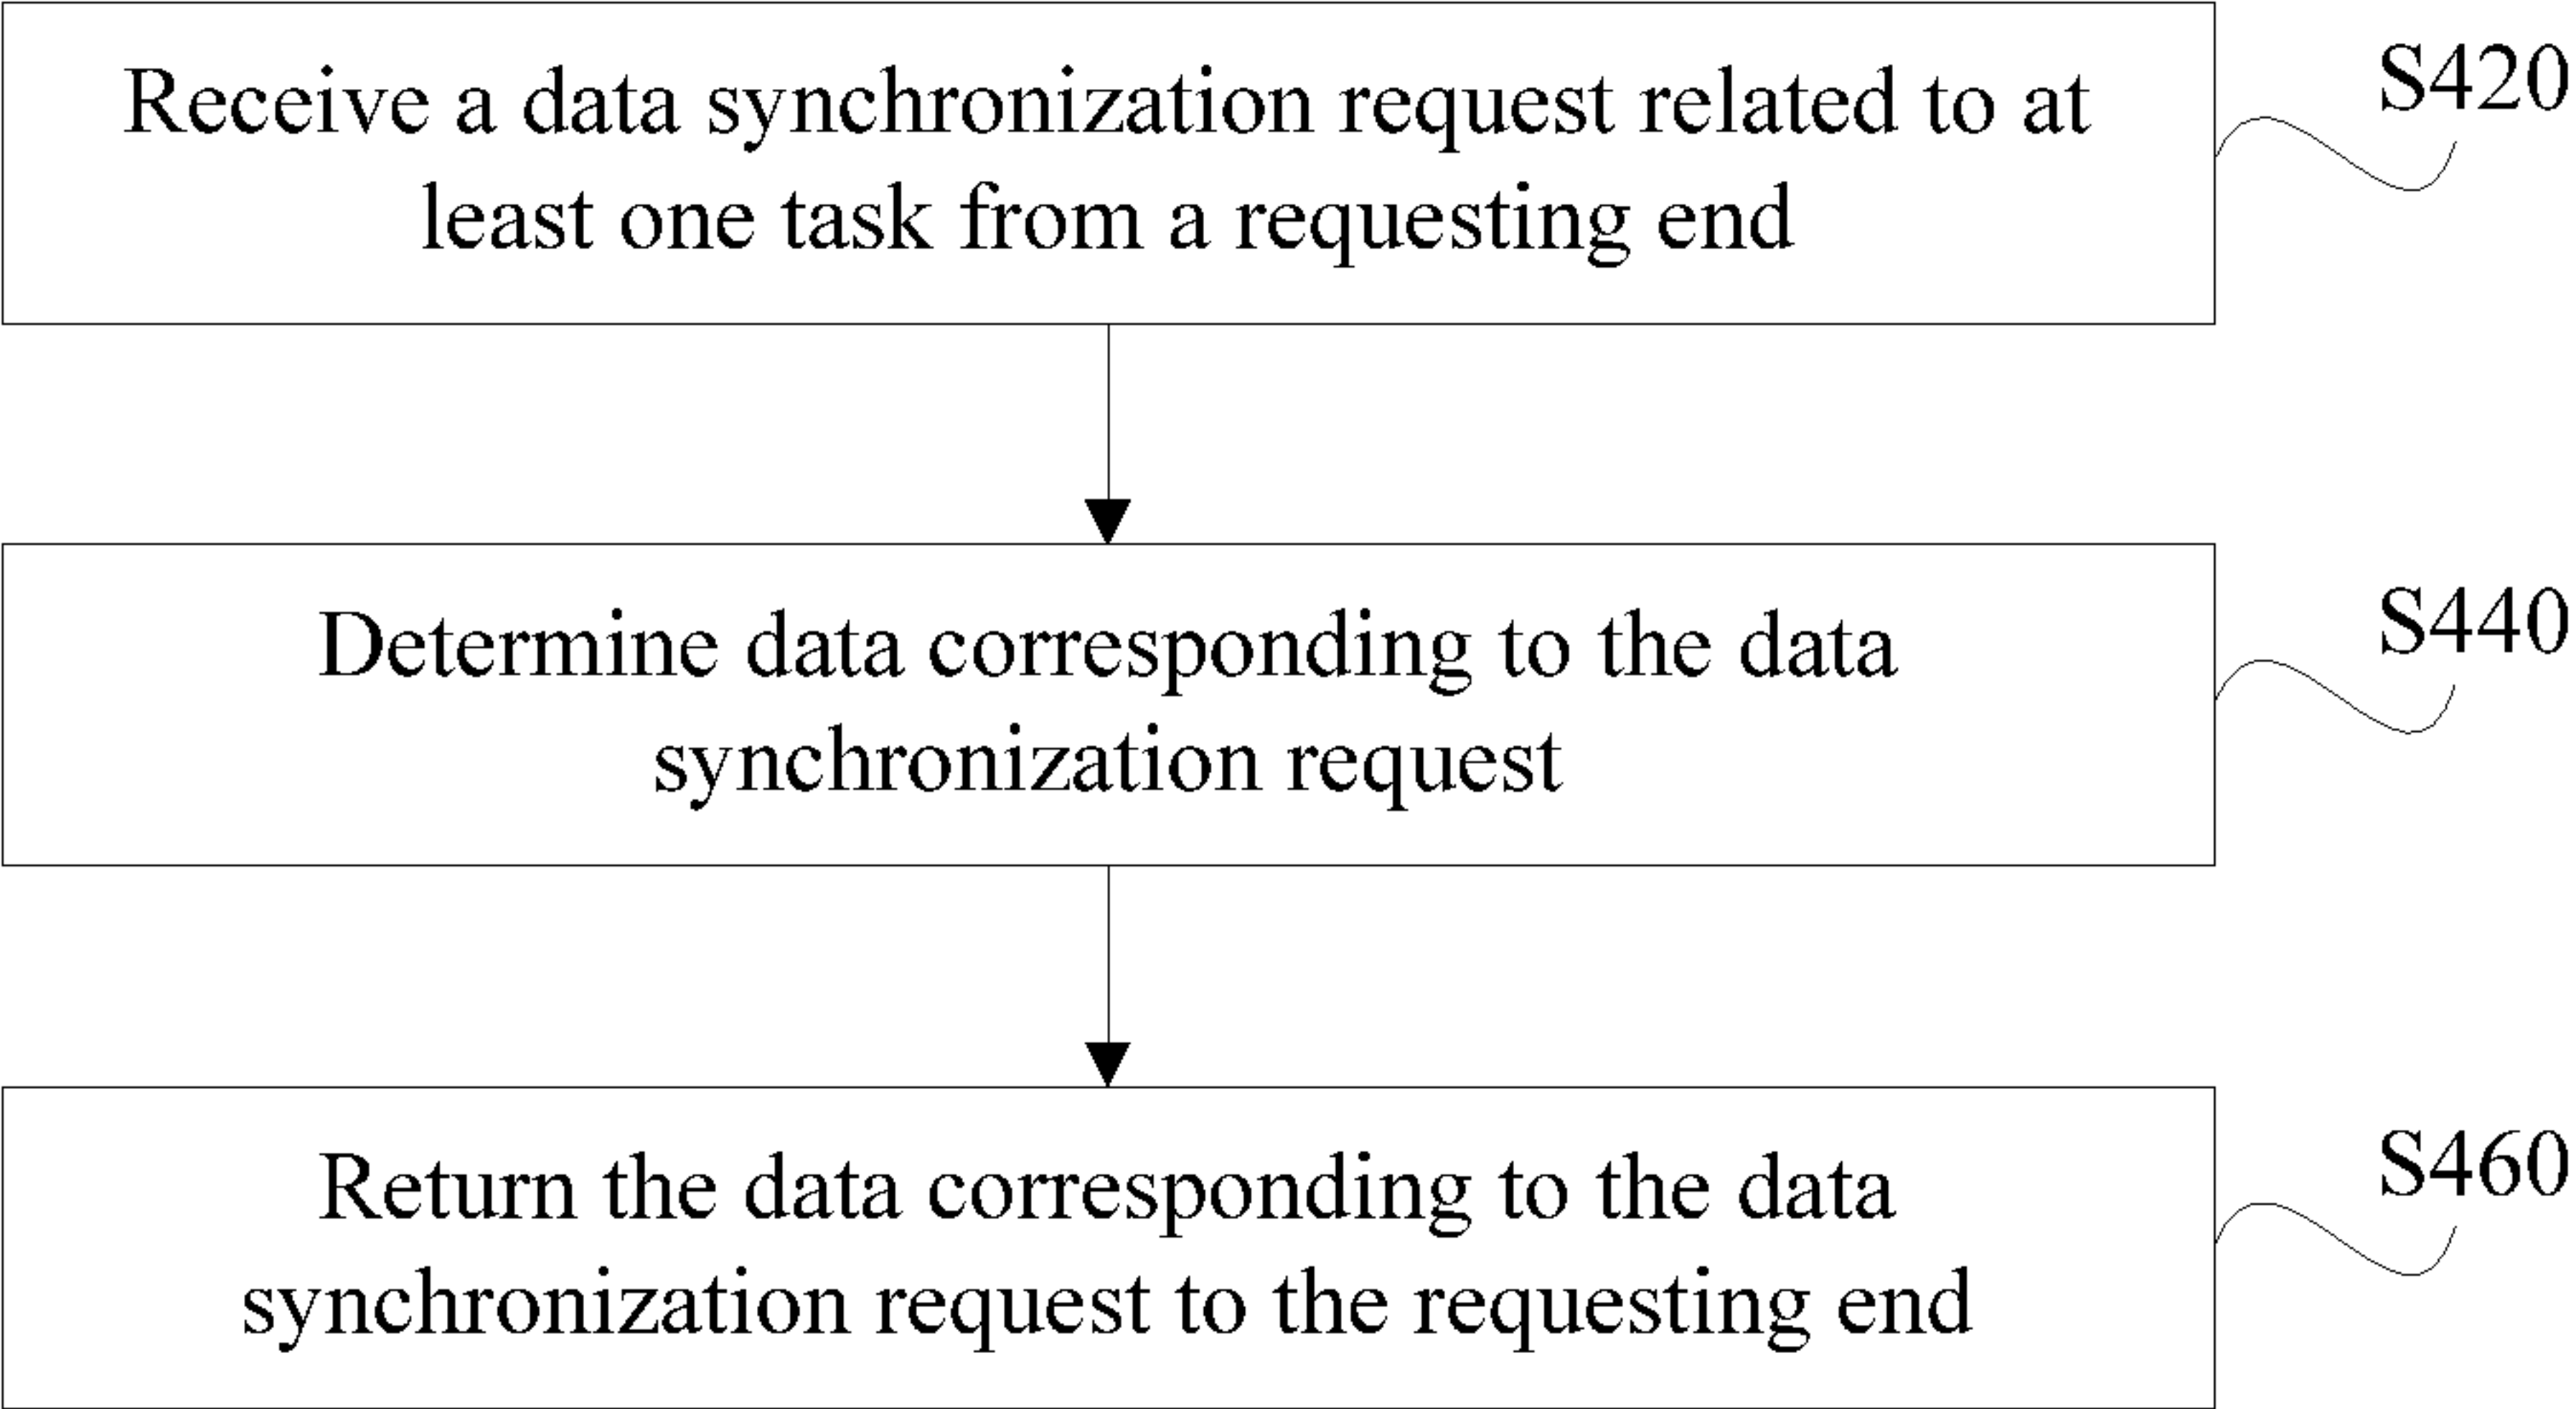 Receive a data synchronization request related to at
least one task from a requesting end
S420
Determine data corresponding to the data
synchronization request
S440
Return the data corresponding to the data
synchronization request to the requesting end
S460